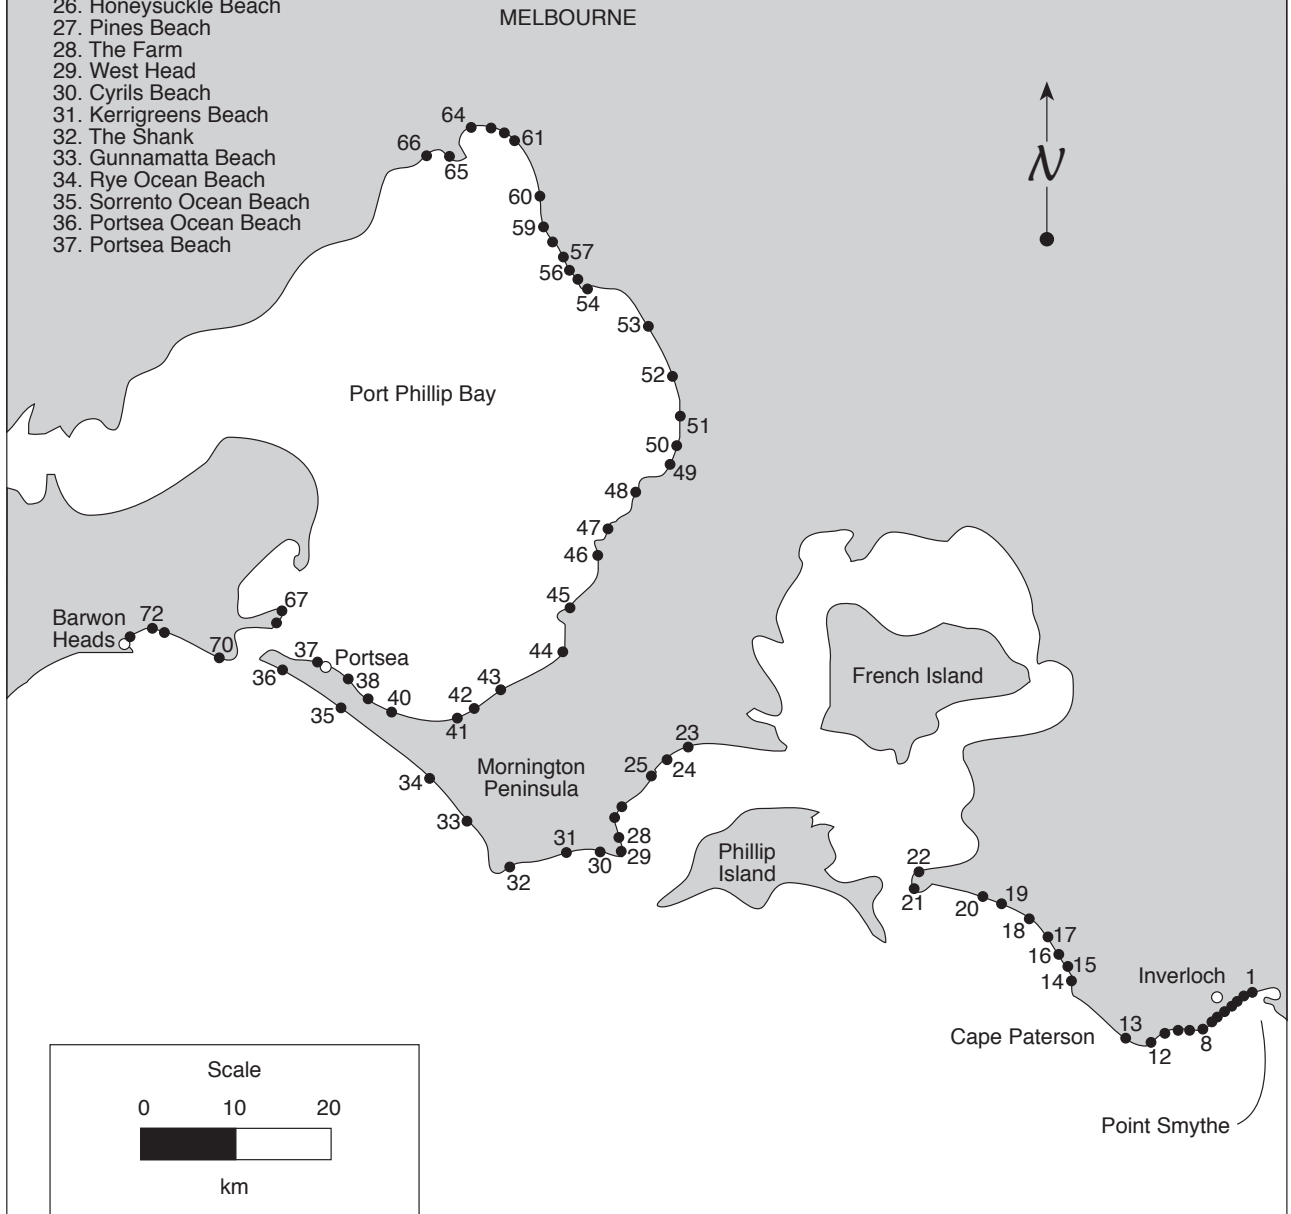 26. Honeysuckle Beach
27. Pines Beach
28. The Farm
29. West Head
30. Cyrils Beach
31. Kerrigreens Beach
32. The Shank
33. Gunnamatta Beach
34. Rye Ocean Beach
35. Sorrento Ocean Beach
36. Portsea Ocean Beach
37. Portsea Beach
MELBOURNE
N
64
61
66
65
60
59
57
56
54
53
52
51
50
49
48
47
46
45
44
43
42
41
40
38
37
36
35
34
33
32
31
30
29
28
25
24
23
22
21
20
19
18
17
16
15
14
13
12
8
1
67
70
72
Port Phillip Bay
Barwon
Heads
Portsea
Mornington
Peninsula
French Island
Phillip
Island
Inverloch
Cape Paterson
Point Smythe
Scale
0 10 20
km